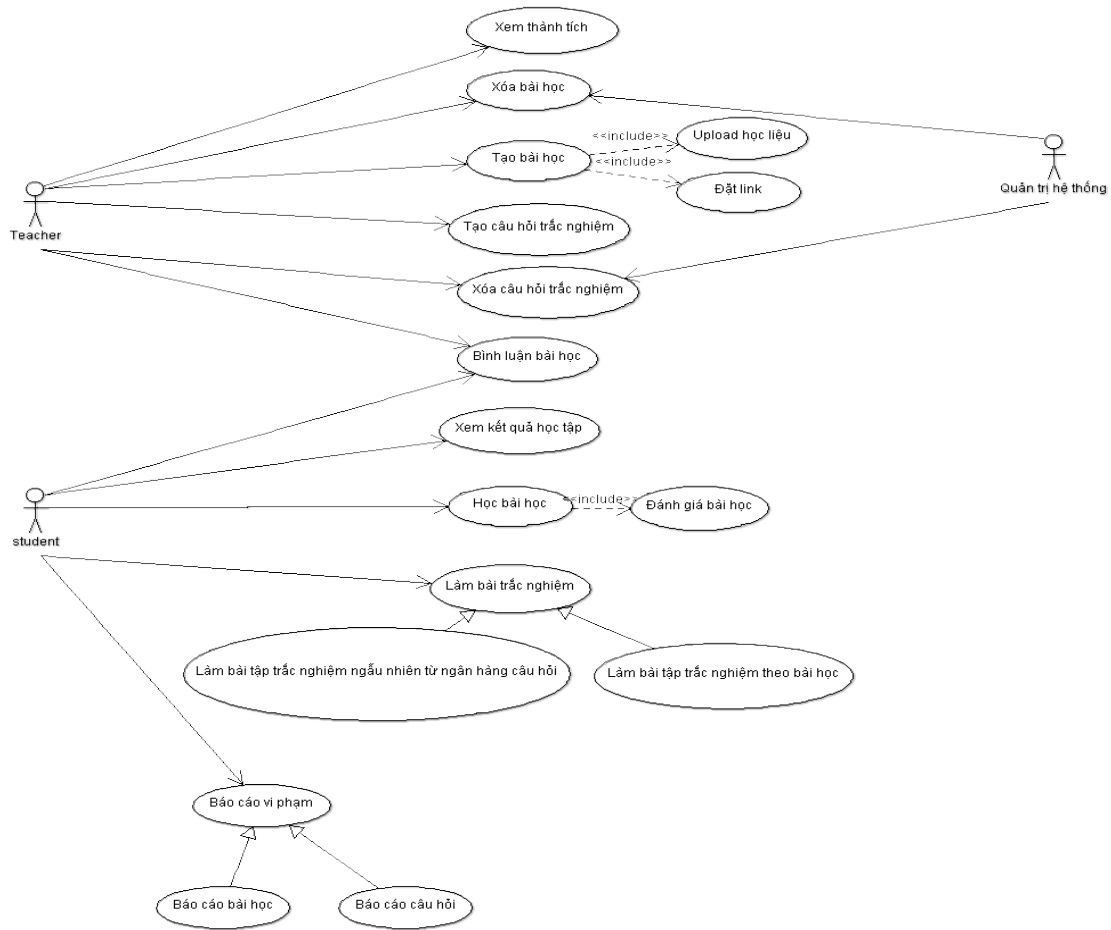 Xem thành tích
Xóa bài học
<<include>>
Upload học liệu
Tạo bài học
<<include>>
Đặt link
Quản trị hệ thống
Teacher
Tạo câu hỏi trắc nghiệm
Xóa câu hỏi trắc nghiệm
Bình luận bài học
Xem kết quả học tập
student
Học bài học
<<include>>
Đánh giá bài học
Làm bài trắc nghiệm
Làm bài tập trắc nghiệm ngẫu nhiên từ ngân hàng câu hỏi
Làm bài tập trắc nghiệm theo bài học
Báo cáo vi phạm
Báo cáo bài học
Báo cáo câu hỏi